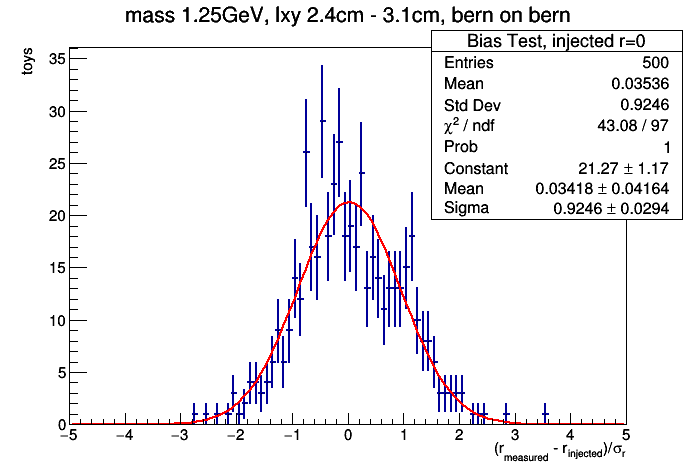 mass 1.25GeV, lxy 2.4cm - 3.1cm, bern on bern
Bias Test, injected r=0
Entries 500
Mean 0.03536
Std Dev 0.9246
χ² / ndf 43.08 / 97
Prob 1
Constant 21.27 ± 1.17
Mean 0.03418 ± 0.04164
Sigma 0.9246 ± 0.0294
toys
35
30
25
20
15
10
5
0
−5 −4 −3 −2 −1 0 1 2 3 4 5
(r_measured - r_injected)/σ_r